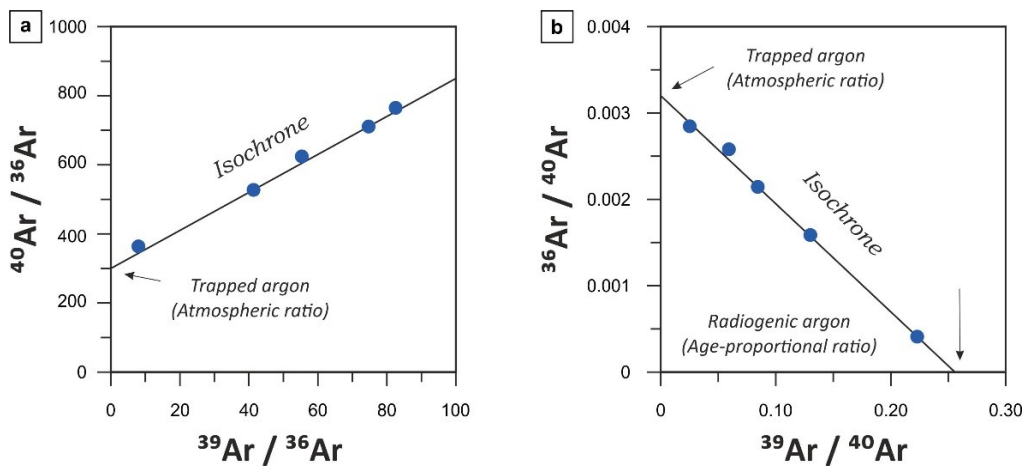 a
1000
800
600
400
200
0
⁴⁰Ar / ³⁶Ar
Isochrone
Trapped argon
(Atmospheric ratio)
0 20 40 60 80 100
³⁹Ar / ³⁶Ar
b
0.004
0.003
0.002
0.001
0
³⁶Ar / ⁴⁰Ar
Trapped argon
(Atmospheric ratio)
Isochrone
Radiogenic argon
(Age-proportional ratio)
0 0.10 0.20 0.30
³⁹Ar / ⁴⁰Ar